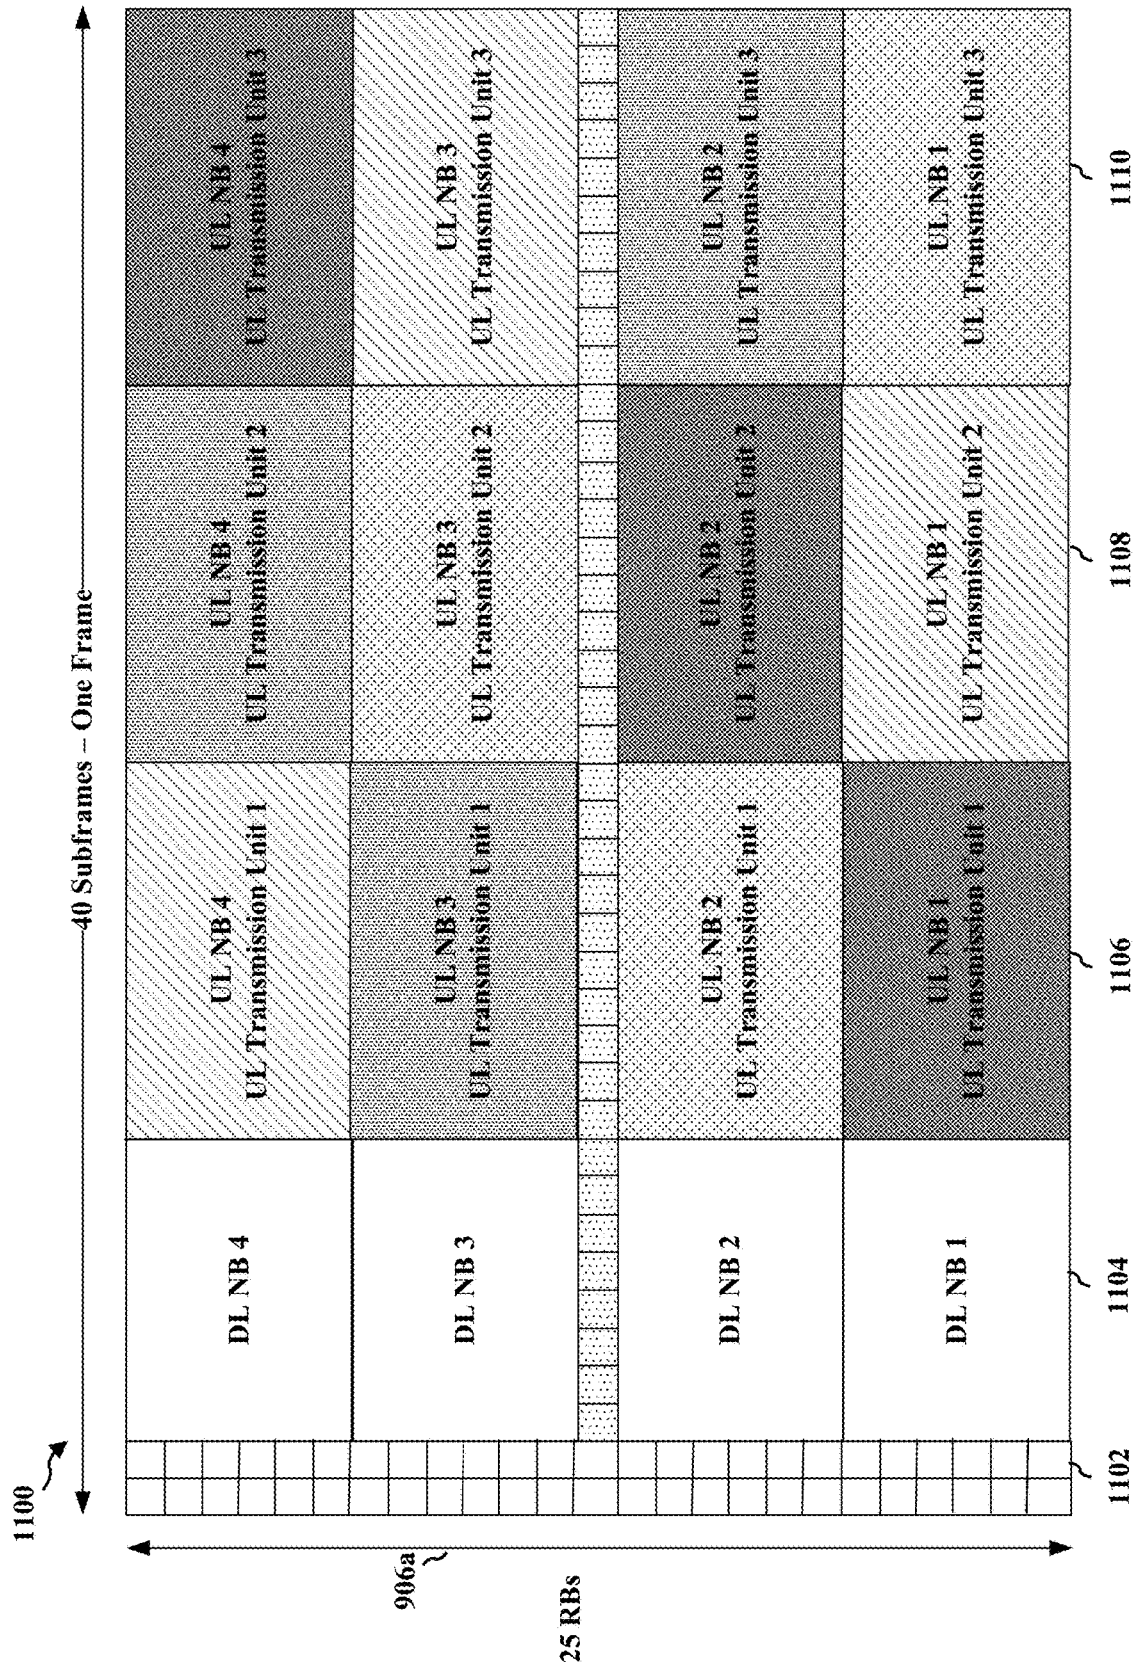 1100
40 Subframes – One Frame
906a
25 RBs
DL NB 4
UL NB 4
UL Transmission Unit 1
UL NB 4
UL Transmission Unit 2
UL NB 4
UL Transmission Unit 3
DL NB 3
UL NB 3
UL Transmission Unit 1
UL NB 3
UL Transmission Unit 2
UL NB 3
UL Transmission Unit 3
DL NB 2
UL NB 2
UL Transmission Unit 1
UL NB 2
UL Transmission Unit 2
UL NB 2
UL Transmission Unit 3
DL NB 1
UL NB 1
UL Transmission Unit 1
UL NB 1
UL Transmission Unit 2
UL NB 1
UL Transmission Unit 3
1102
1104
1106
1108
1110